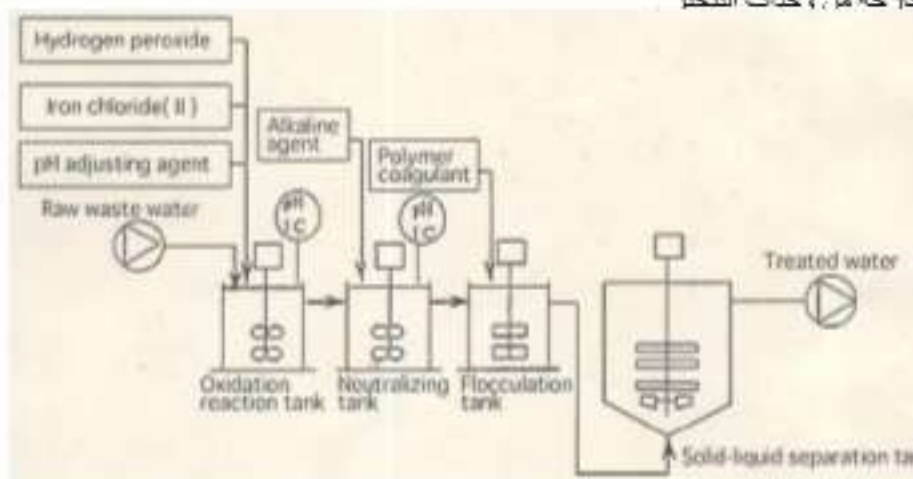 Hydrogen peroxide
Iron chloride( II )
pH adjusting agent
Alkaline
agent
Polymer
coagulant
Raw waste water
pH
I C
pH
I C
Treated water
Oxidation
reaction tank
Neutralizing
tank
Flocculation
tank
Solid-liquid separation ta